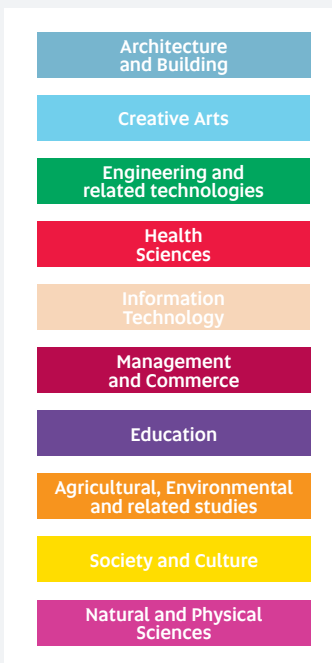 Architecture
and Building
Creative Arts
Engineering and
related technologies
Health
Sciences
Information
Technology
Management
and Commerce
Education
Agricultural, Environmental
and related studies
Society and Culture
Natural and Physical
Sciences